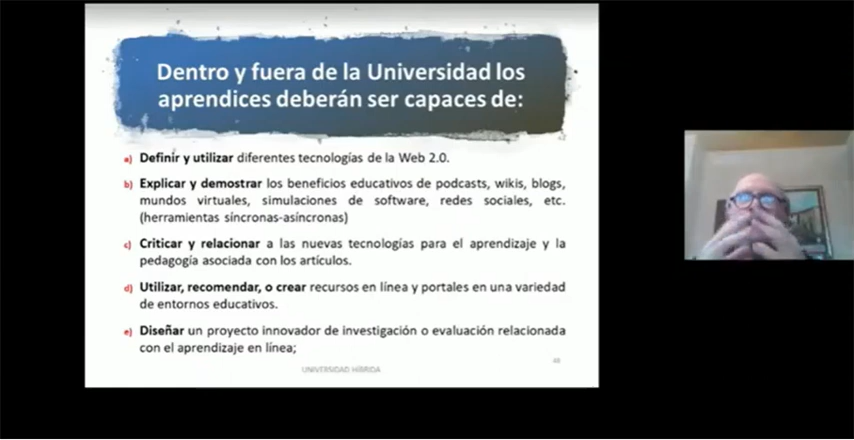 Dentro y fuera de la Universidad los
aprendices deberán ser capaces de:
a) Definir y utilizar diferentes tecnologías de la Web 2.0.
b) Explicar y demostrar los beneficios educativos de podcasts, wikis, blogs,
mundos virtuales, simulaciones de software, redes sociales, etc.
(herramientas síncronas-asíncronas)
c) Criticar y relacionar a las nuevas tecnologías para el aprendizaje y la
pedagogía asociada con los artículos.
d) Utilizar, recomendar, o crear recursos en línea y portales en una variedad
de entornos educativos.
e) Diseñar un proyecto innovador de investigación o evaluación relacionada
con el aprendizaje en línea;
UNIVERSIDAD HÍBRIDA